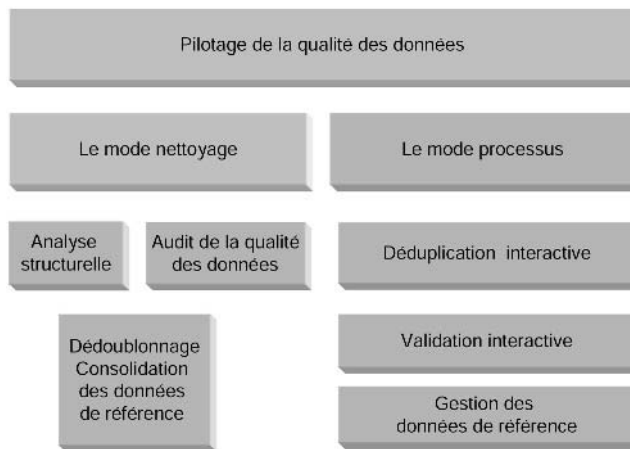 Pilotage de la qualité des données
Le mode nettoyage
Le mode processus
Analyse
structurelle
Audit de la qualité
des données
Déduplication interactive
Dédoublonnage
Consolidation
des données
de référence
Validation interactive
Gestion des
données de référence